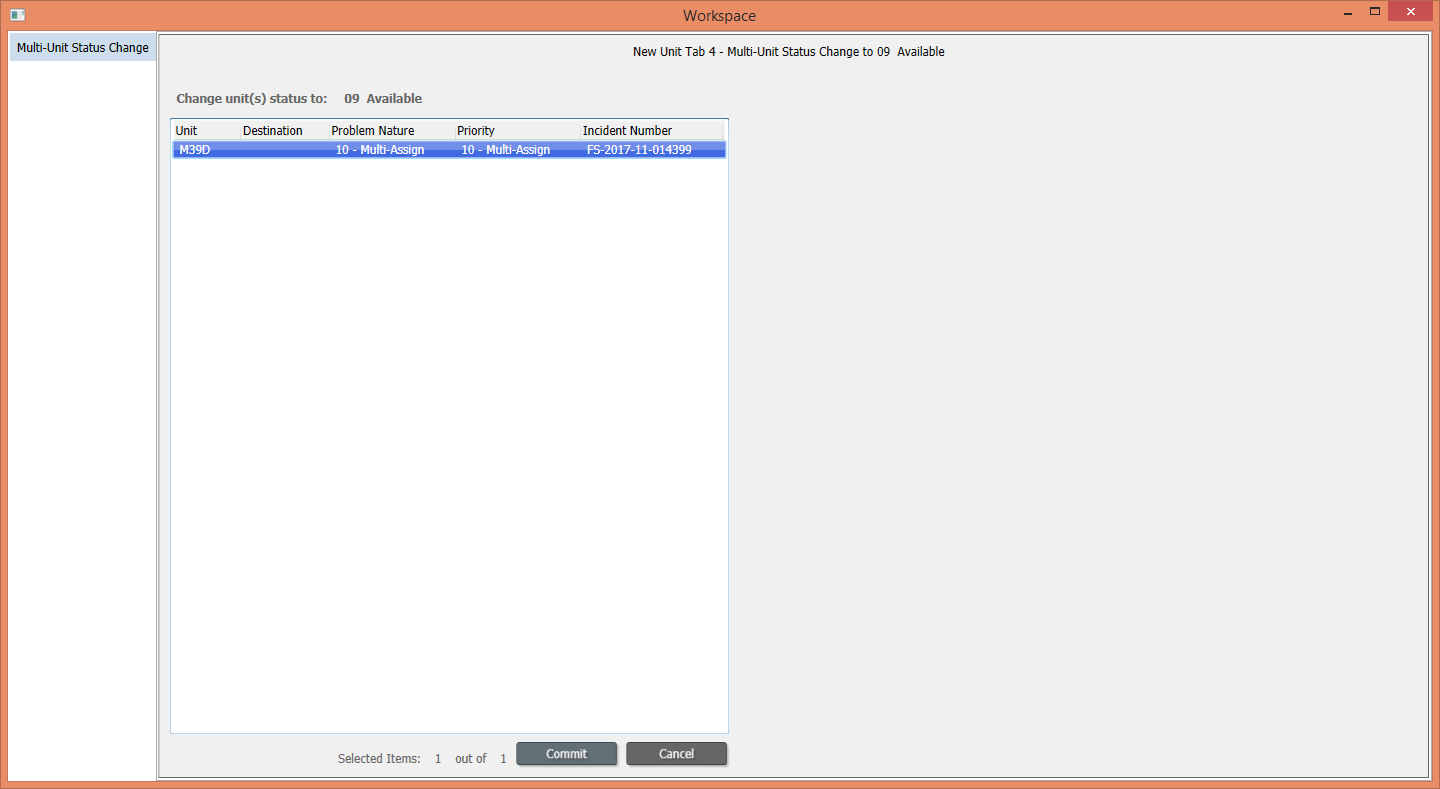 Workspace
Multi-Unit Status Change
New Unit Tab 4 - Multi-Unit Status Change to 09 Available
Change unit(s) status to: 09 Available
Unit Destination Problem Nature Priority Incident Number
M39D 10 - Multi-Assign 10 - Multi-Assign FS-2017-11-014399
Selected Items: 1 out of 1 Commit Cancel